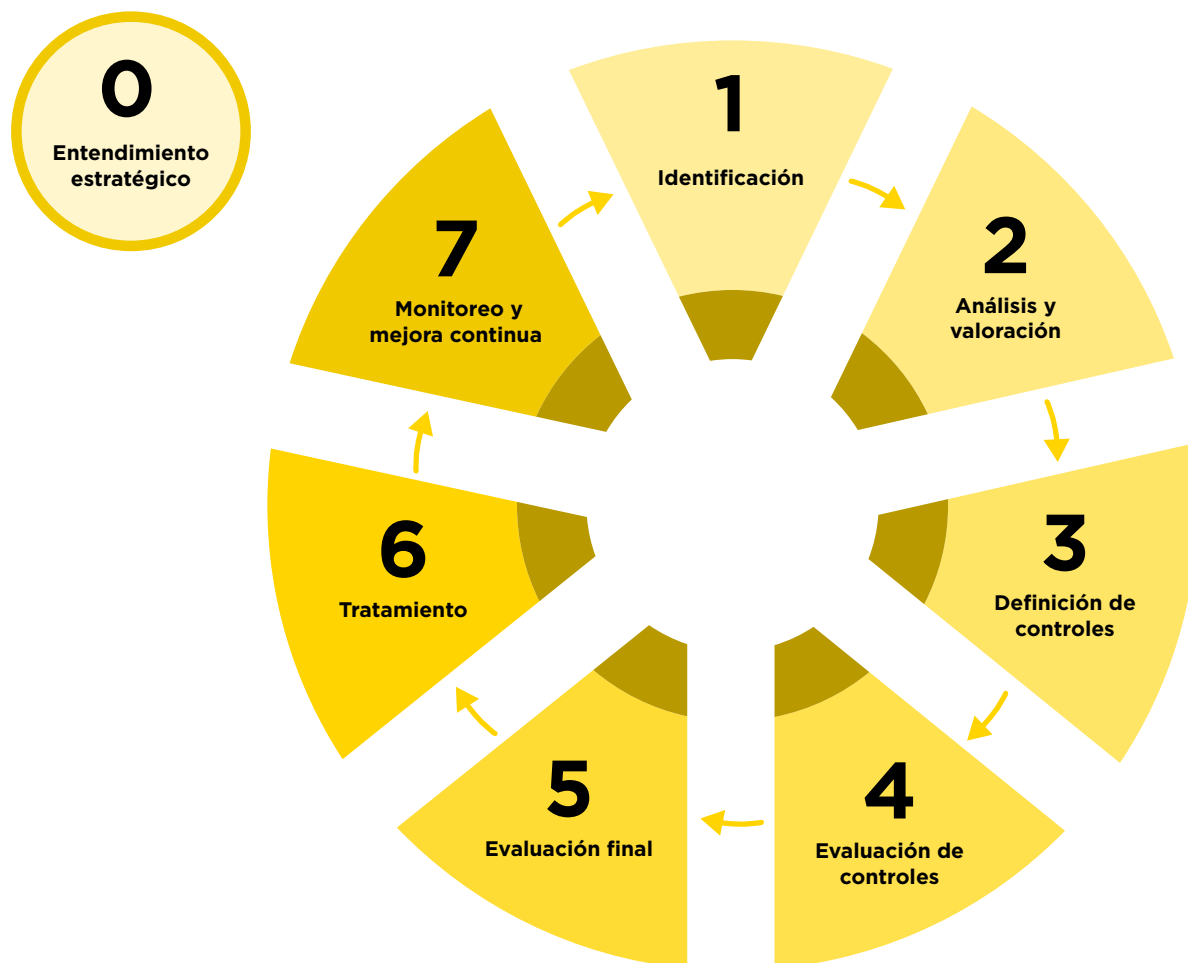 0
Entendimiento
estratégico
1
Identificación
2
Análisis y
valoración
3
Definición de
controles
4
Evaluación de
controles
5
Evaluación final
6
Tratamiento
7
Monitoreo y
mejora continua